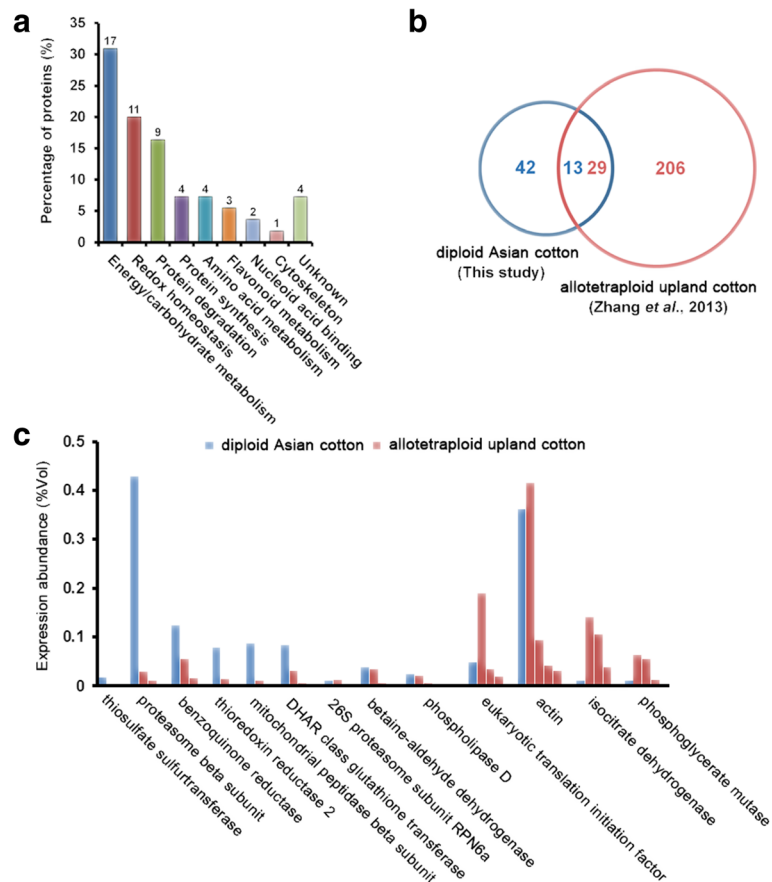 a
Percentage of proteins (%)
35
30
25
20
15
10
5
0
17
11
9
4
4
3
2
1
4
Energy/carbohydrate metabolism
Redox homeostasis
Protein degradation
Protein synthesis
Amino acid metabolism
Flavonoid metabolism
Nucleoid acid binding
Cytoskeleton
Unknown
b
42
13
29
206
diploid Asian cotton
(This study)
allotetraploid upland cotton
(Zhang et al., 2013)
c
Expression abundance (%Vol)
0.5
0.4
0.3
0.2
0.1
0
diploid Asian cotton
allotetraploid upland cotton
thiosulfate sulfurtransferase
proteasome beta subunit
benzoquinone reductase
thioredoxin reductase 2
mitochondrial peptidase beta subunit
DHAR class glutathione transferase
26S proteasome subunit RPN6a
betaine-aldehyde dehydrogenase
phospholipase D
eukaryotic translation initiation factor
actin
isocitrate dehydrogenase
phosphoglycerate mutase